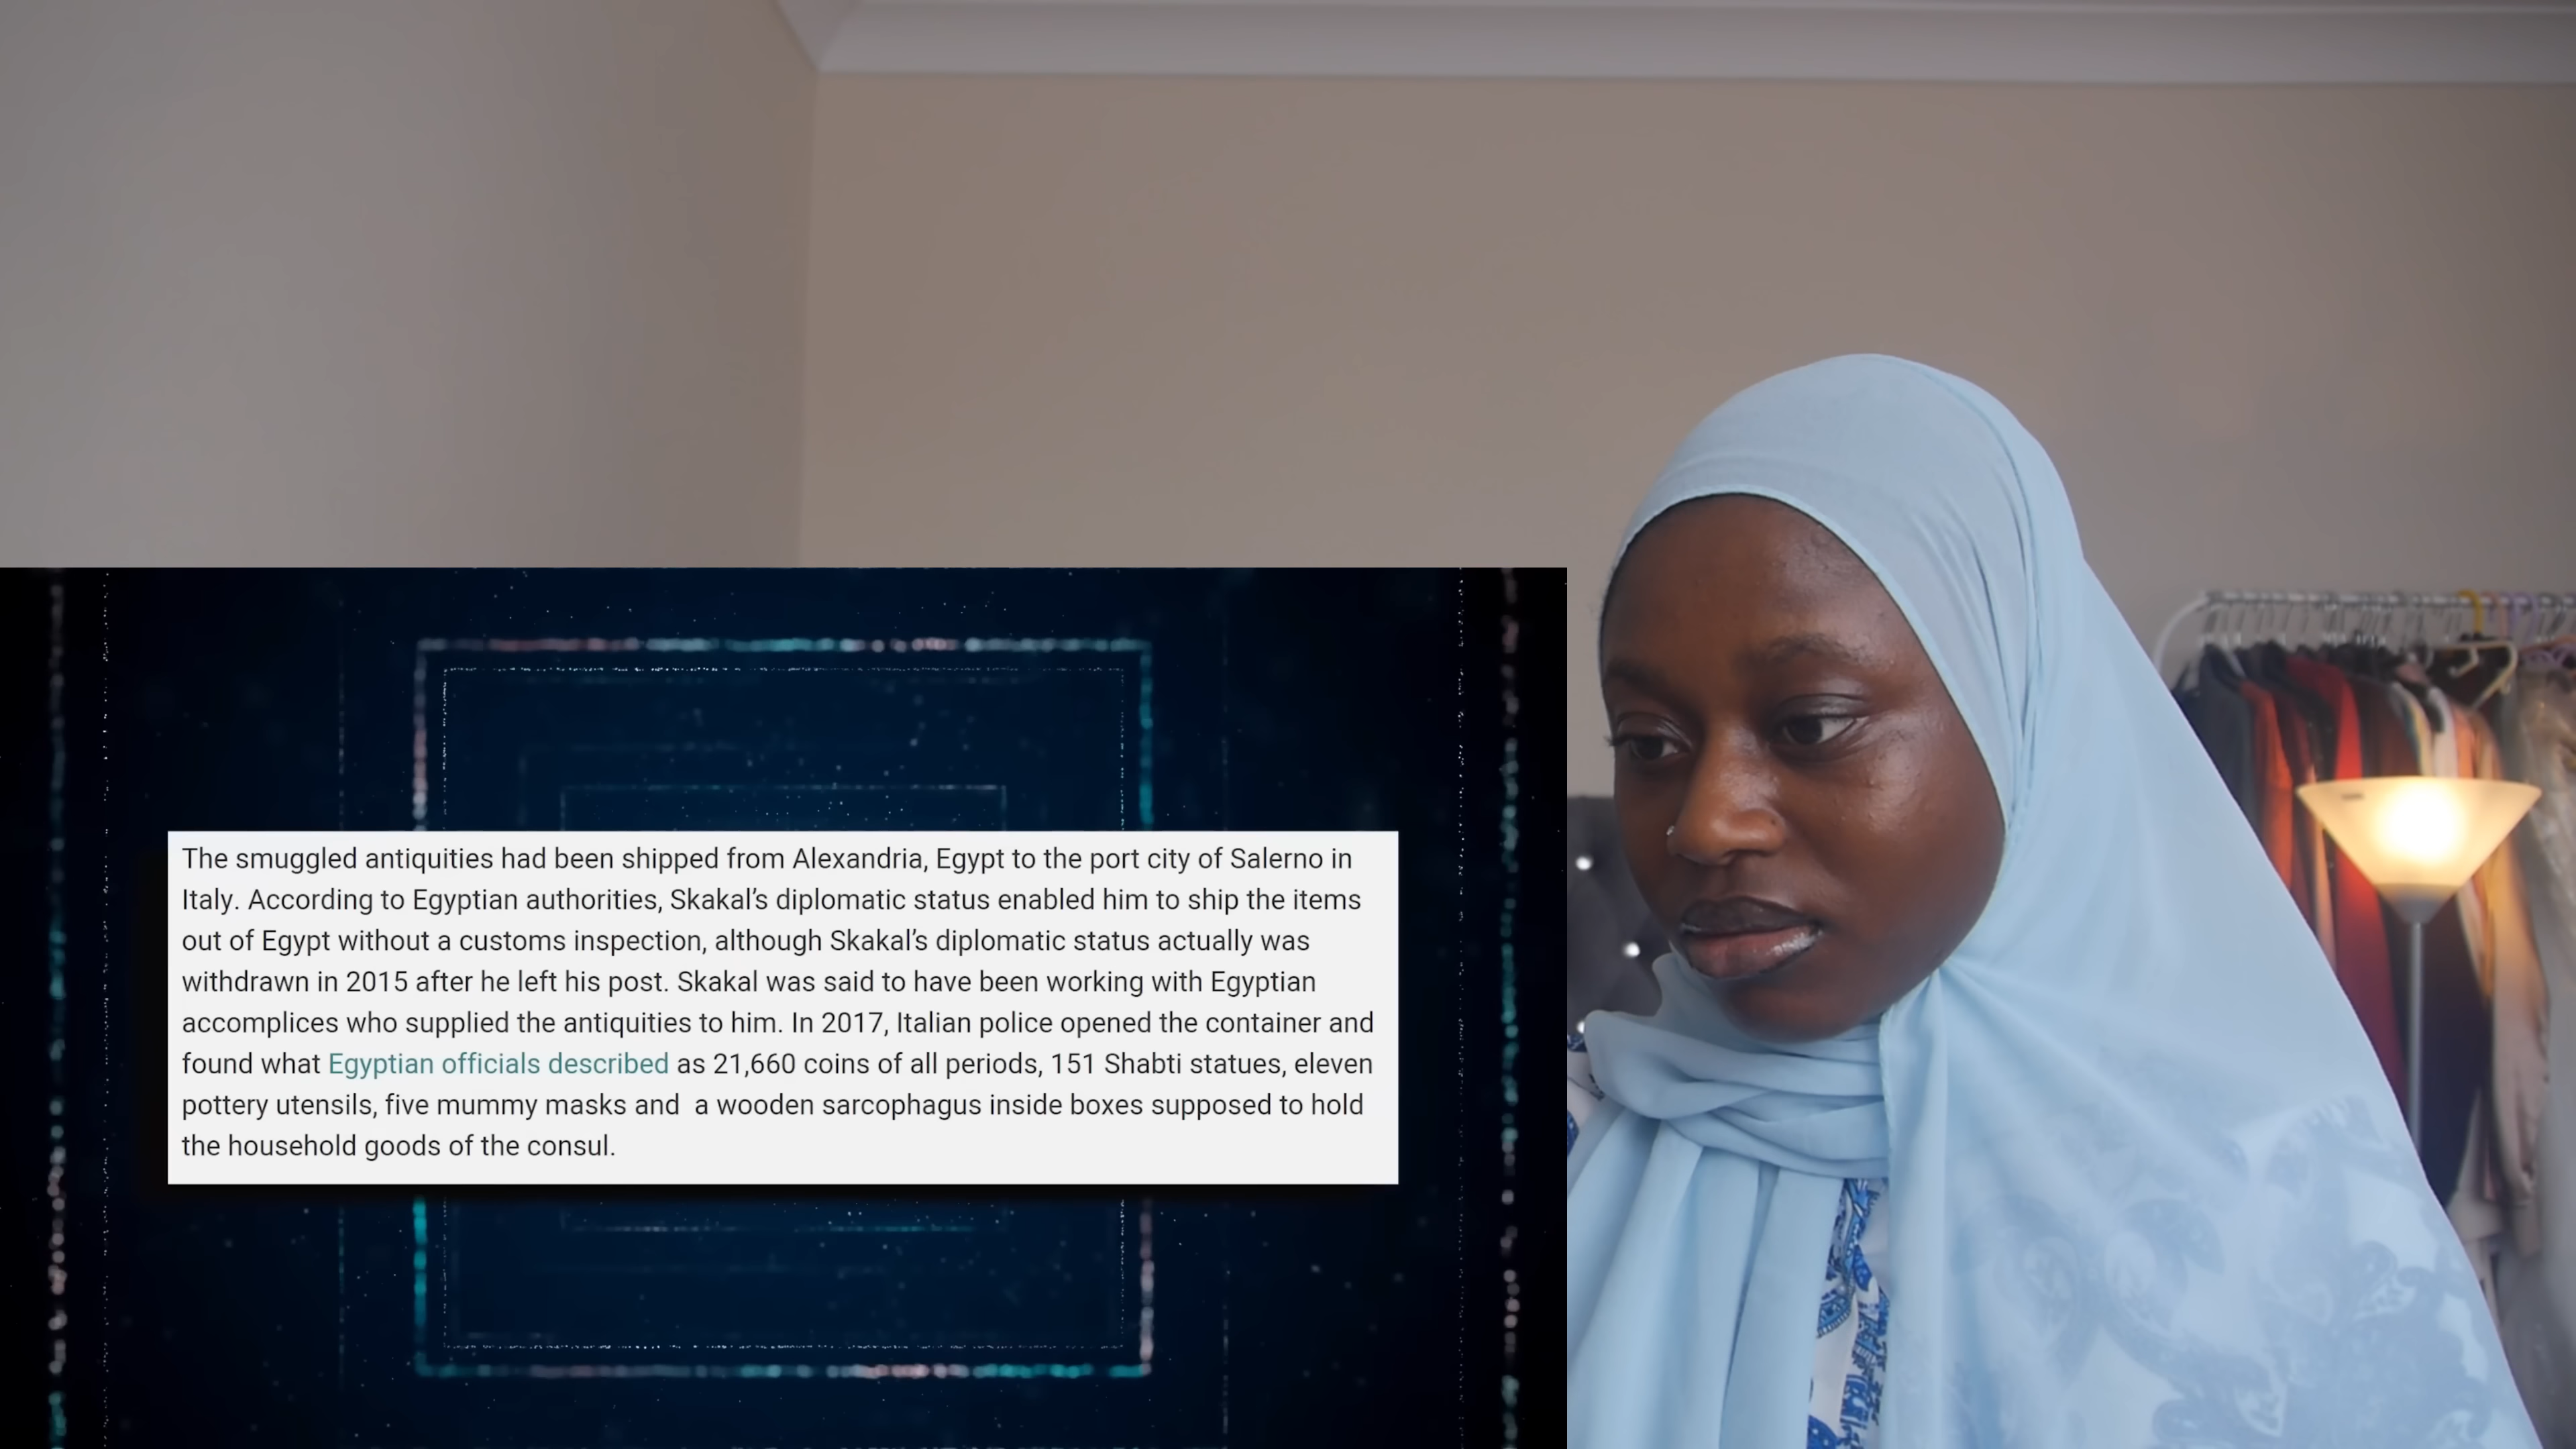 The smuggled antiquities had been shipped from Alexandria, Egypt to the port city of Salerno in
Italy. According to Egyptian authorities, Skakal’s diplomatic status enabled him to ship the items
out of Egypt without a customs inspection, although Skakal’s diplomatic status actually was
withdrawn in 2015 after he left his post. Skakal was said to have been working with Egyptian
accomplices who supplied the antiquities to him. In 2017, Italian police opened the container and
found what Egyptian officials described as 21,660 coins of all periods, 151 Shabti statues, eleven
pottery utensils, five mummy masks and  a wooden sarcophagus inside boxes supposed to hold
the household goods of the consul.